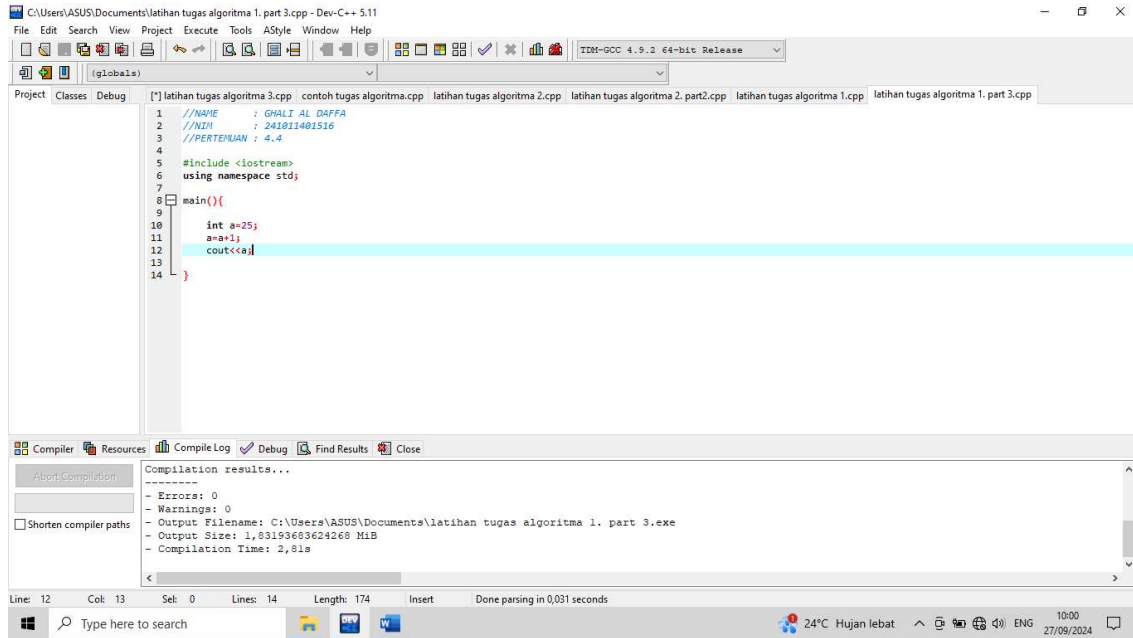 C:\Users\ASUS\Documents\latihan tugas algoritma 1. part 3.cpp - Dev-C++ 5.11
File Edit Search View Project Execute Tools AStyle Window Help
TDM-GCC 4.9.2 64-bit Release
(globals)
Project Classes Debug
[*] latihan tugas algoritma 3.cpp contoh tugas algoritma.cpp latihan tugas algoritma 2.cpp latihan tugas algoritma 2. part2.cpp latihan tugas algoritma 1.cpp latihan tugas algoritma 1. part 3.cpp
1 //NAME : GHALI AL DAFFA
2 //NIM : 241011401516
3 //PERTEMUAN : 4.4
4
5 #include <iostream>
6 using namespace std;
7
8 main(){
9
10 int a=25;
11 a=a+1;
12 cout<<a;
13
14 }
Compiler Resources Compile Log Debug Find Results Close
Abort Compilation
Shorten compiler paths
Compilation results...
--------
- Errors: 0
- Warnings: 0
- Output Filename: C:\Users\ASUS\Documents\latihan tugas algoritma 1. part 3.exe
- Output Size: 1,83193683624268 MiB
- Compilation Time: 2,81s
Line: 12 Col: 13 Sel: 0 Lines: 14 Length: 174 Insert Done parsing in 0,031 seconds
Type here to search
DEV
W
24°C Hujan lebat
ENG
10:00
27/09/2024